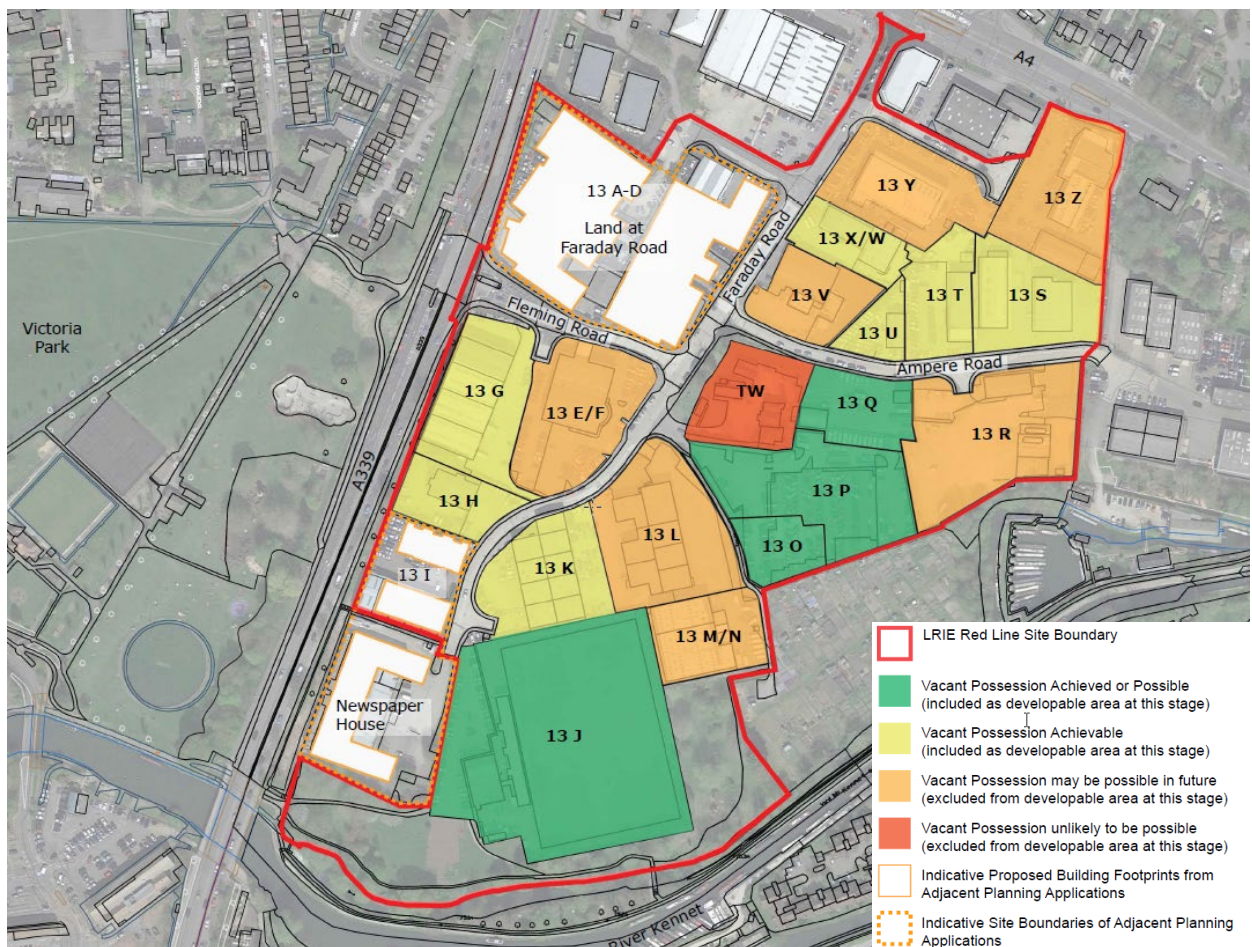 A4
13 A-D
Land at
Faraday Road
Faraday Road
13 Y
13 Z
13 X/W
13 V
13 U
13 T
13 S
Victoria
Park
Fleming Road
Ampere Road
13 G
13 E/F
TW
13 Q
13 R
A339
13 H
13 P
13 L
13 O
13 I
13 K
13 M/N
Newspaper
House
13 J
River Kennet
LRIE Red Line Site Boundary
Vacant Possession Achieved or Possible
(included as developable area at this stage)
Vacant Possession Achievable
(included as developable area at this stage)
Vacant Possession may be possible in future
(excluded from developable area at this stage)
Vacant Possession unlikely to be possible
(excluded from developable area at this stage)
Indicative Proposed Building Footprints from
Adjacent Planning Applications
Indicative Site Boundaries of Adjacent Planning
Applications